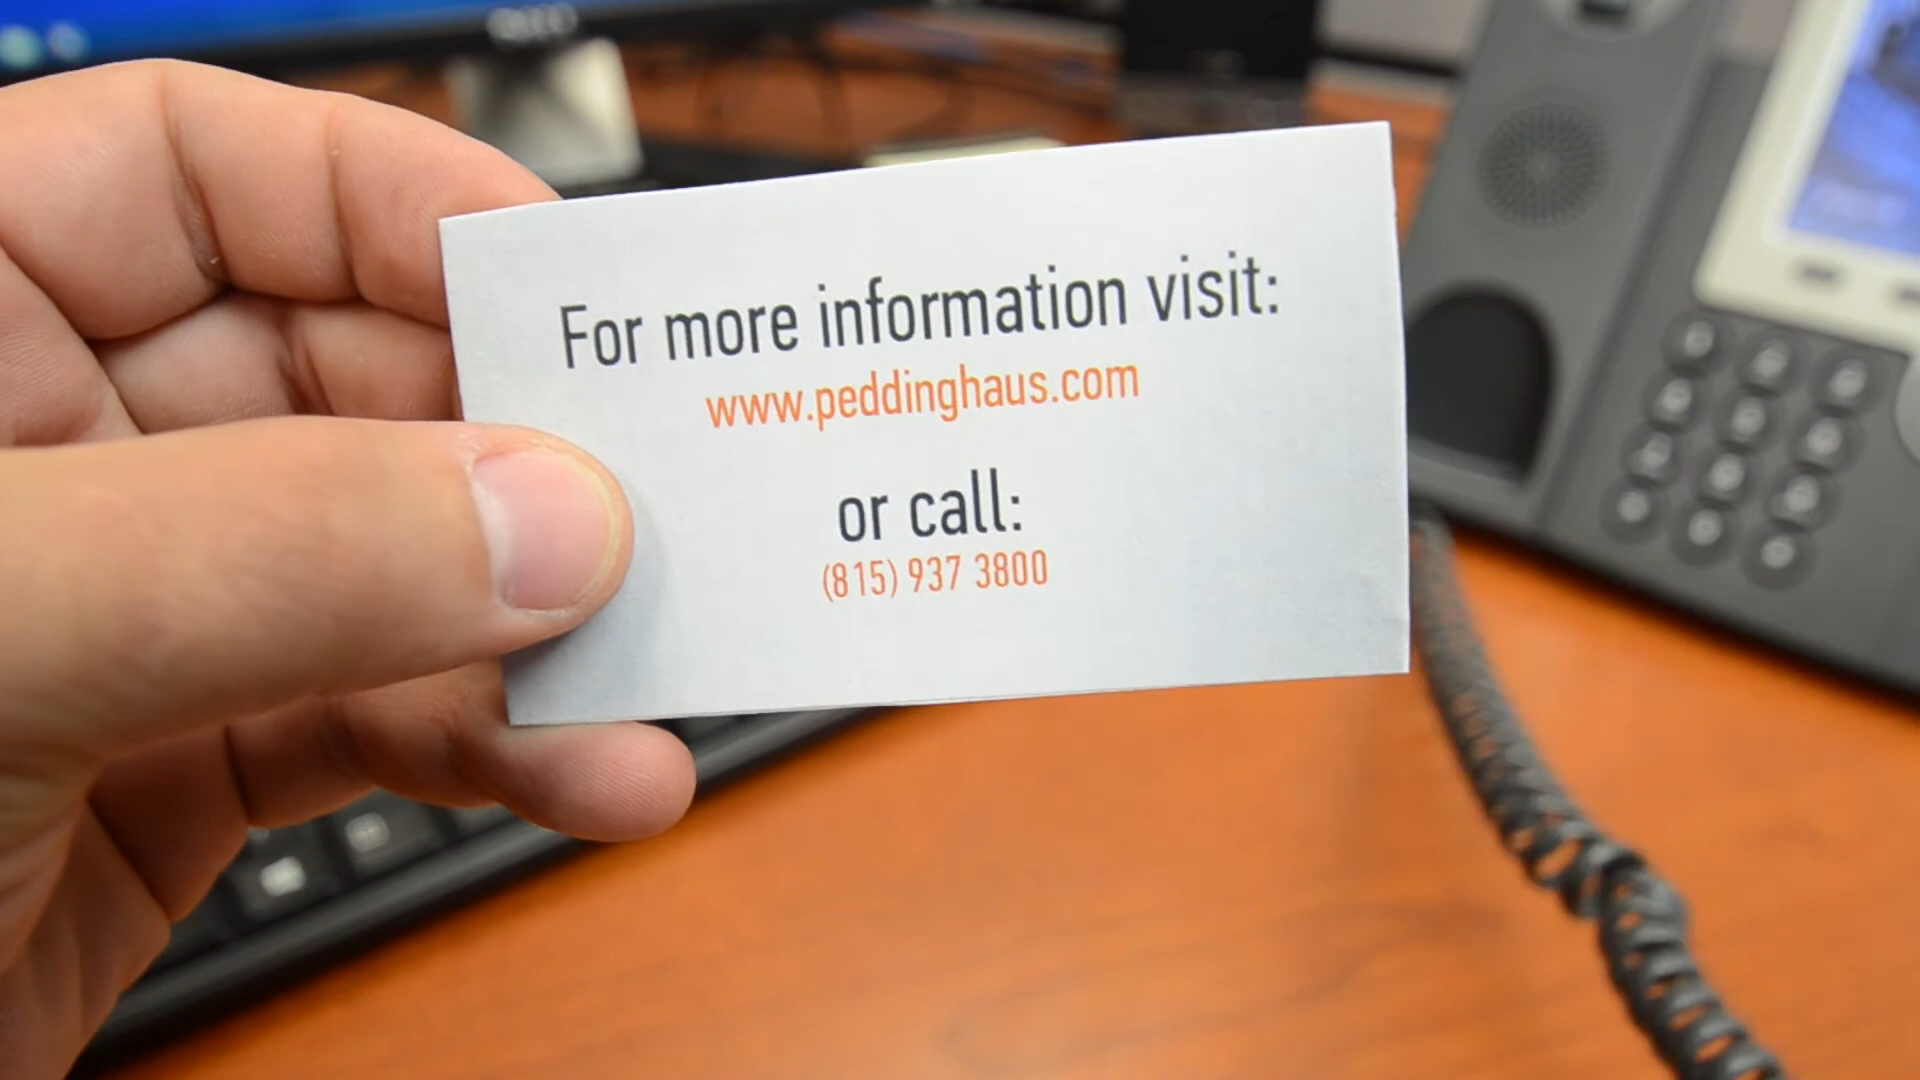 For more information visit:
www.peddinghaus.com
or call:
(815) 937 3800